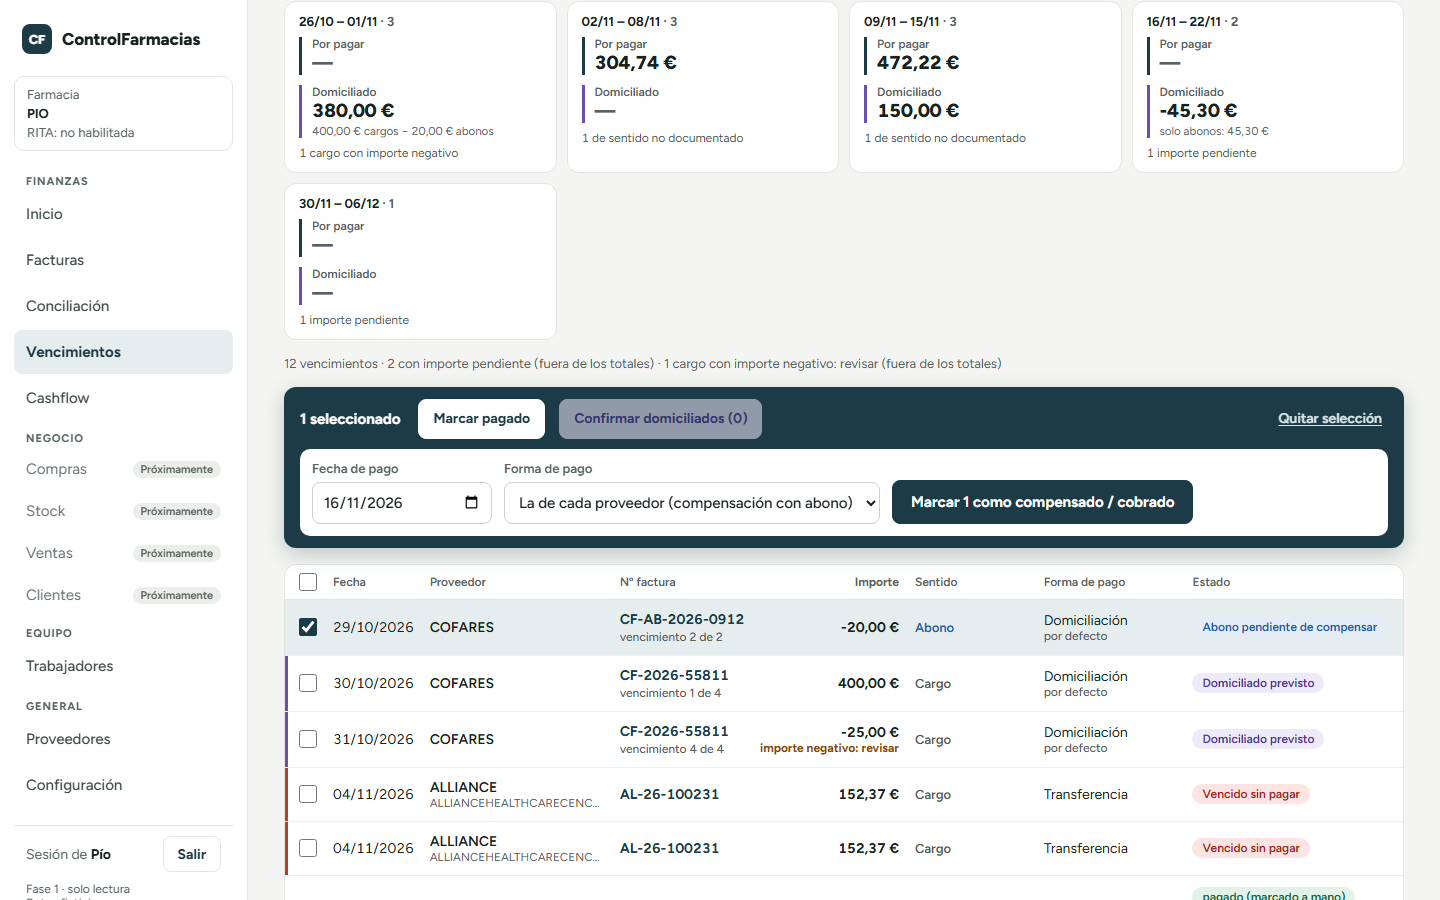 CF ControlFarmacias
Farmacia
PIO
RITA: no habilitada
FINANZAS
Inicio
Facturas
Conciliación
Vencimientos
Cashflow
NEGOCIO
Compras Próximamente
Stock Próximamente
Ventas Próximamente
Clientes Próximamente
EQUIPO
Trabajadores
GENERAL
Proveedores
Configuración
Sesión de Pío Salir
Fase 1 · solo lectura
26/10 – 01/11 · 3
Por pagar
—
Domiciliado
380,00 €
400,00 € cargos − 20,00 € abonos
1 cargo con importe negativo
02/11 – 08/11 · 3
Por pagar
304,74 €
Domiciliado
—
1 de sentido no documentado
09/11 – 15/11 · 3
Por pagar
472,22 €
Domiciliado
150,00 €
1 de sentido no documentado
16/11 – 22/11 · 2
Por pagar
—
Domiciliado
-45,30 €
solo abonos: 45,30 €
1 importe pendiente
30/11 – 06/12 · 1
Por pagar
—
Domiciliado
—
1 importe pendiente
12 vencimientos · 2 con importe pendiente (fuera de los totales) · 1 cargo con importe negativo: revisar (fuera de los totales)
1 seleccionado Marcar pagado Confirmar domiciliados (0) Quitar selección
Fecha de pago Forma de pago
16/11/2026 La de cada proveedor (compensación con abono) Marcar 1 como compensado / cobrado
Fecha Proveedor Nº factura Importe Sentido Forma de pago Estado
29/10/2026 COFARES CF-AB-2026-0912 -20,00 € Abono Domiciliación Abono pendiente de compensar
vencimiento 2 de 2 por defecto
30/10/2026 COFARES CF-2026-55811 400,00 € Cargo Domiciliación Domiciliado previsto
vencimiento 1 de 4 por defecto
31/10/2026 COFARES CF-2026-55811 -25,00 € Cargo Domiciliación Domiciliado previsto
vencimiento 4 de 4 importe negativo: revisar por defecto
04/11/2026 ALLIANCE AL-26-100231 152,37 € Cargo Transferencia Vencido sin pagar
ALLIANCEHEALTHCARECENC...
04/11/2026 ALLIANCE AL-26-100231 152,37 € Cargo Transferencia Vencido sin pagar
ALLIANCEHEALTHCARECENC...
pagado (marcado a mano)